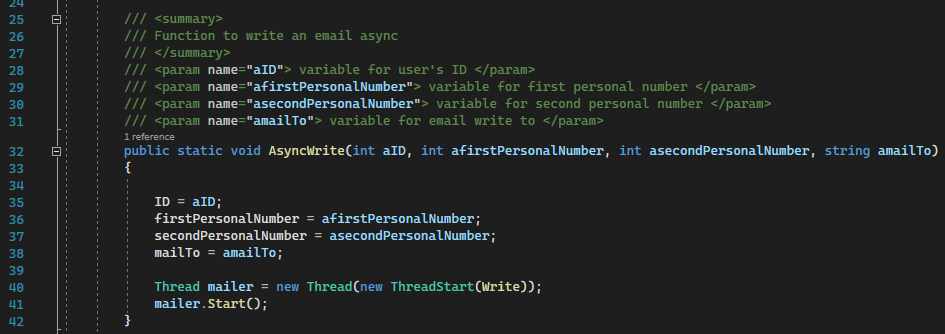 24
25 /// <summary>
26 /// Function to write an email async
27 /// </summary>
28 /// <param name="aID"> variable for user's ID </param>
29 /// <param name="afirstPersonalNumber"> variable for first personal number </param>
30 /// <param name="asecondPersonalNumber"> variable for second personal number </param>
31 /// <param name="amailTo"> variable for email write to </param>
1 reference
32 public static void AsyncWrite(int aID, int afirstPersonalNumber, int asecondPersonalNumber, string amailTo)
33 {
34
35 ID = aID;
36 firstPersonalNumber = afirstPersonalNumber;
37 secondPersonalNumber = asecondPersonalNumber;
38 mailTo = amailTo;
39
40 Thread mailer = new Thread(new ThreadStart(Write));
41 mailer.Start();
42 }